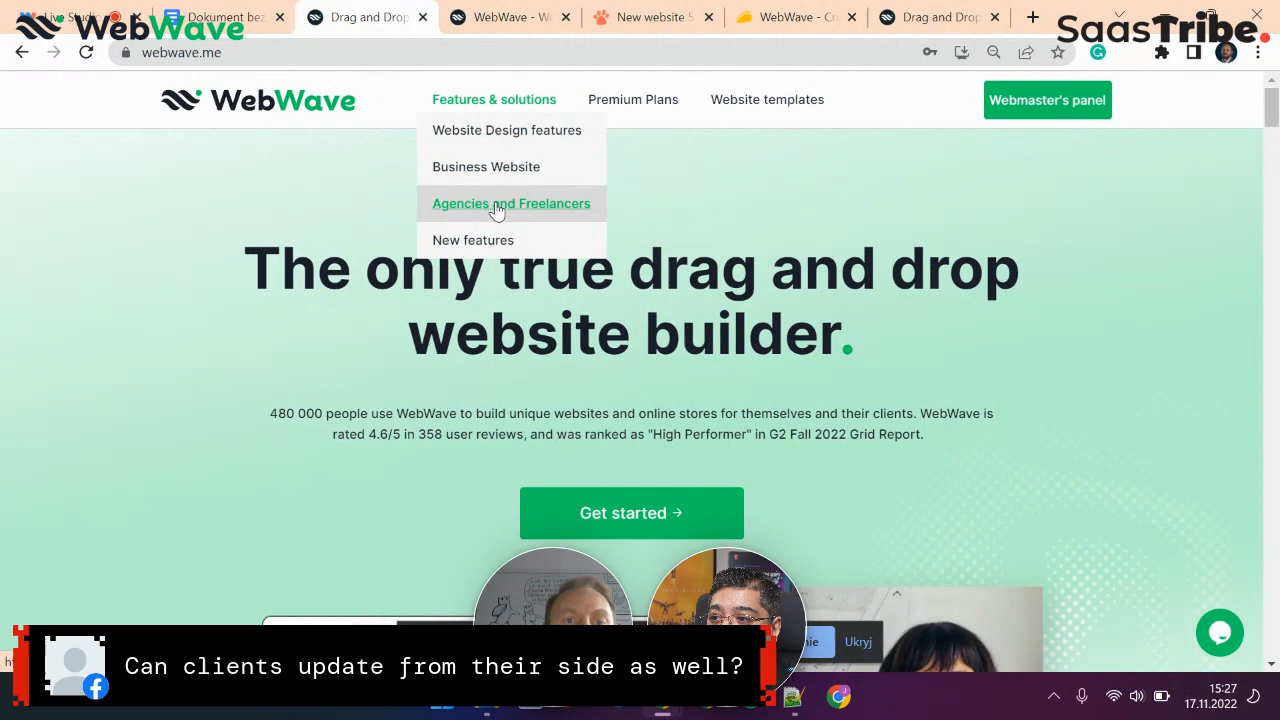 Live Studio
Dokument bez
Drag and Drop
WebWave - W
New website 5
WebWave - Cr
Drag and Drop
WebWave
SaasTribe.
webwave.me
WebWave
Features & solutions
Premium Plans
Website templates
Webmaster's panel
Website Design features
Business Website
Agencies and Freelancers
New features
The only true drag and drop
website builder.
480 000 people use WebWave to build unique websites and online stores for themselves and their clients. WebWave is
rated 4.6/5 in 358 user reviews, and was ranked as "High Performer" in G2 Fall 2022 Grid Report.
Get started →
Ukryj
Can clients update from their side as well?
15:27
17.11.2022